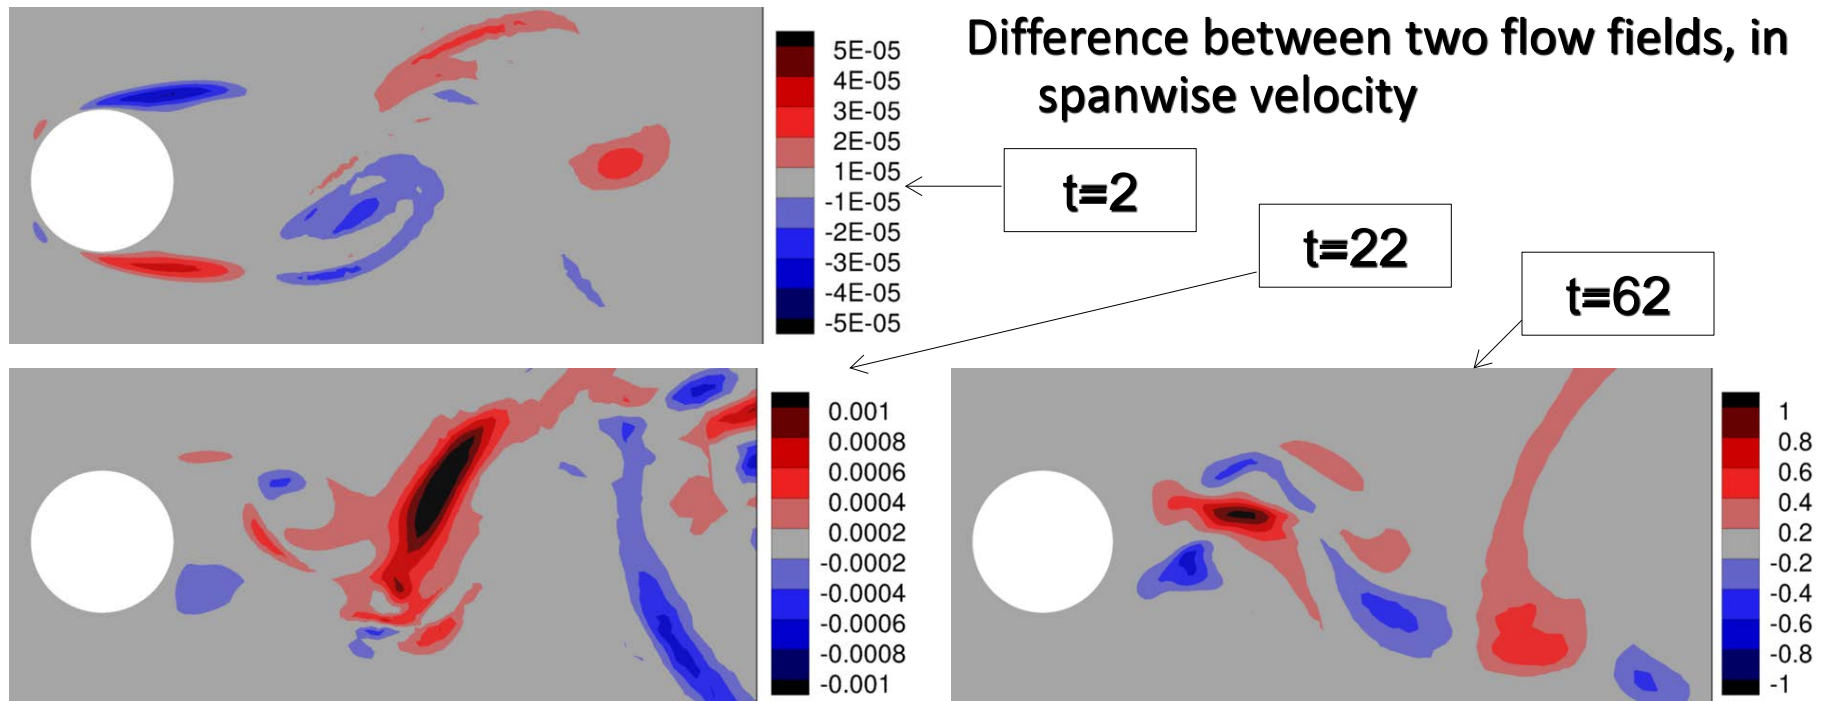 Difference between two flow fields, in
spanwise velocity
5E-05
4E-05
3E-05
2E-05
1E-05
-1E-05
-2E-05
-3E-05
-4E-05
-5E-05
t=2
t=22
t=62
0.001
0.0008
0.0006
0.0004
0.0002
-0.0002
-0.0004
-0.0006
-0.0008
-0.001
1
0.8
0.6
0.4
0.2
-0.2
-0.4
-0.6
-0.8
-1